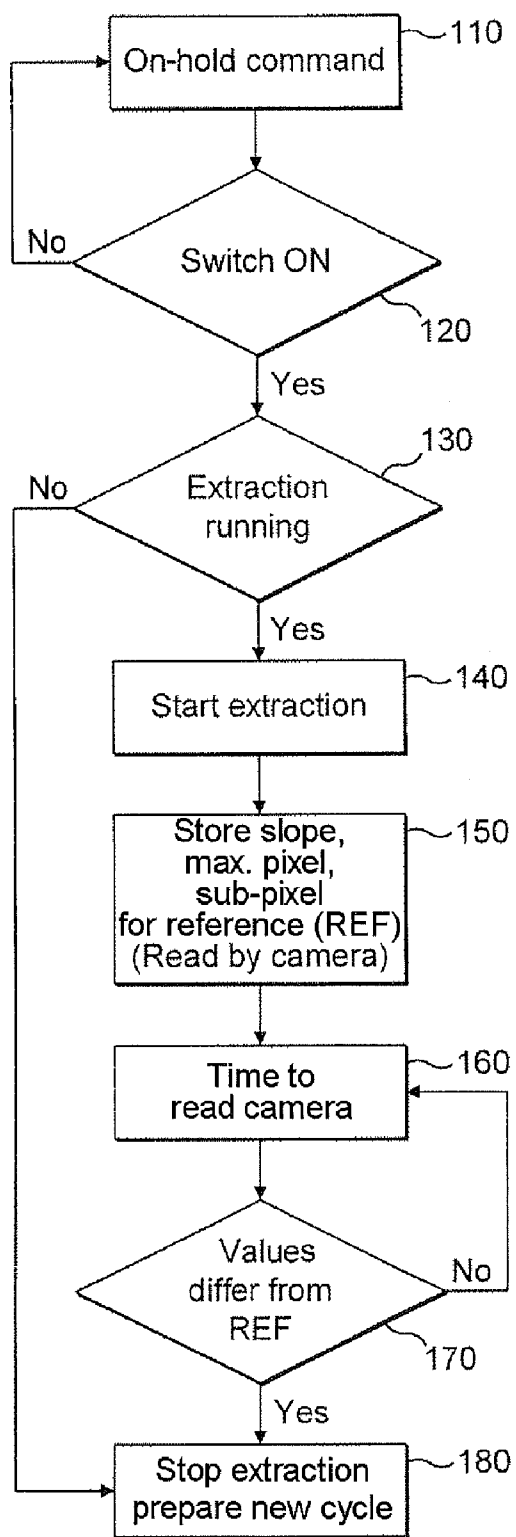 110
On-hold command
No
Switch ON
120
Yes
130
No
Extraction
running
Yes
140
Start extraction
150
Store slope,
max. pixel,
sub-pixel
for reference (REF)
(Read by camera)
160
Time to
read camera
Values
differ from
REF
No
170
Yes
180
Stop extraction
prepare new cycle